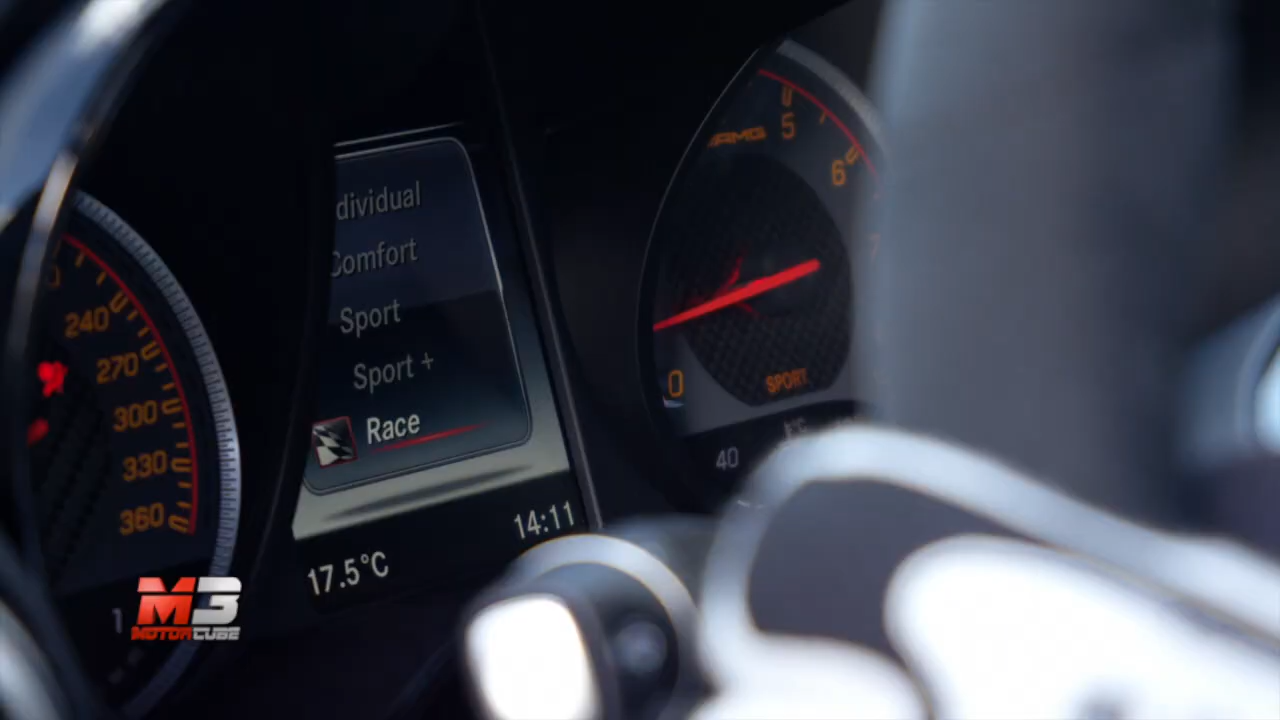 dividual
Comfort
Sport
Sport +
Race
17.5°C
14:11
240
270
300
330
360
AMG
5
6
0
SPORT
40
M3
MOTORCUBE